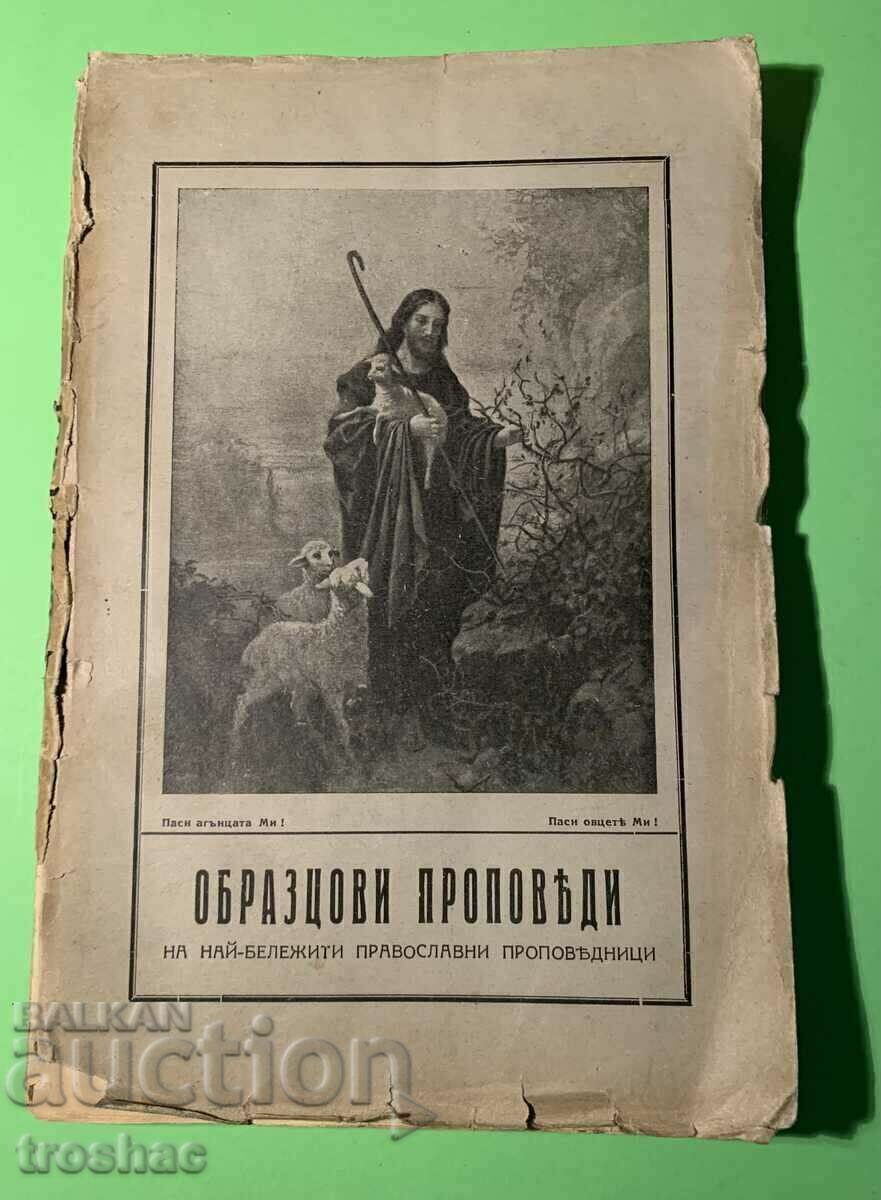 Паси агънцата Ми !
Паси овцетѣ Ми !
ОБРАЗЦОВИ ПРОПОВѢДИ
НА НАЙ-БЕЛЕЖИТИ ПРАВОСЛАВНИ ПРОПОВѢДНИЦИ
BALKAN
auction
troshac